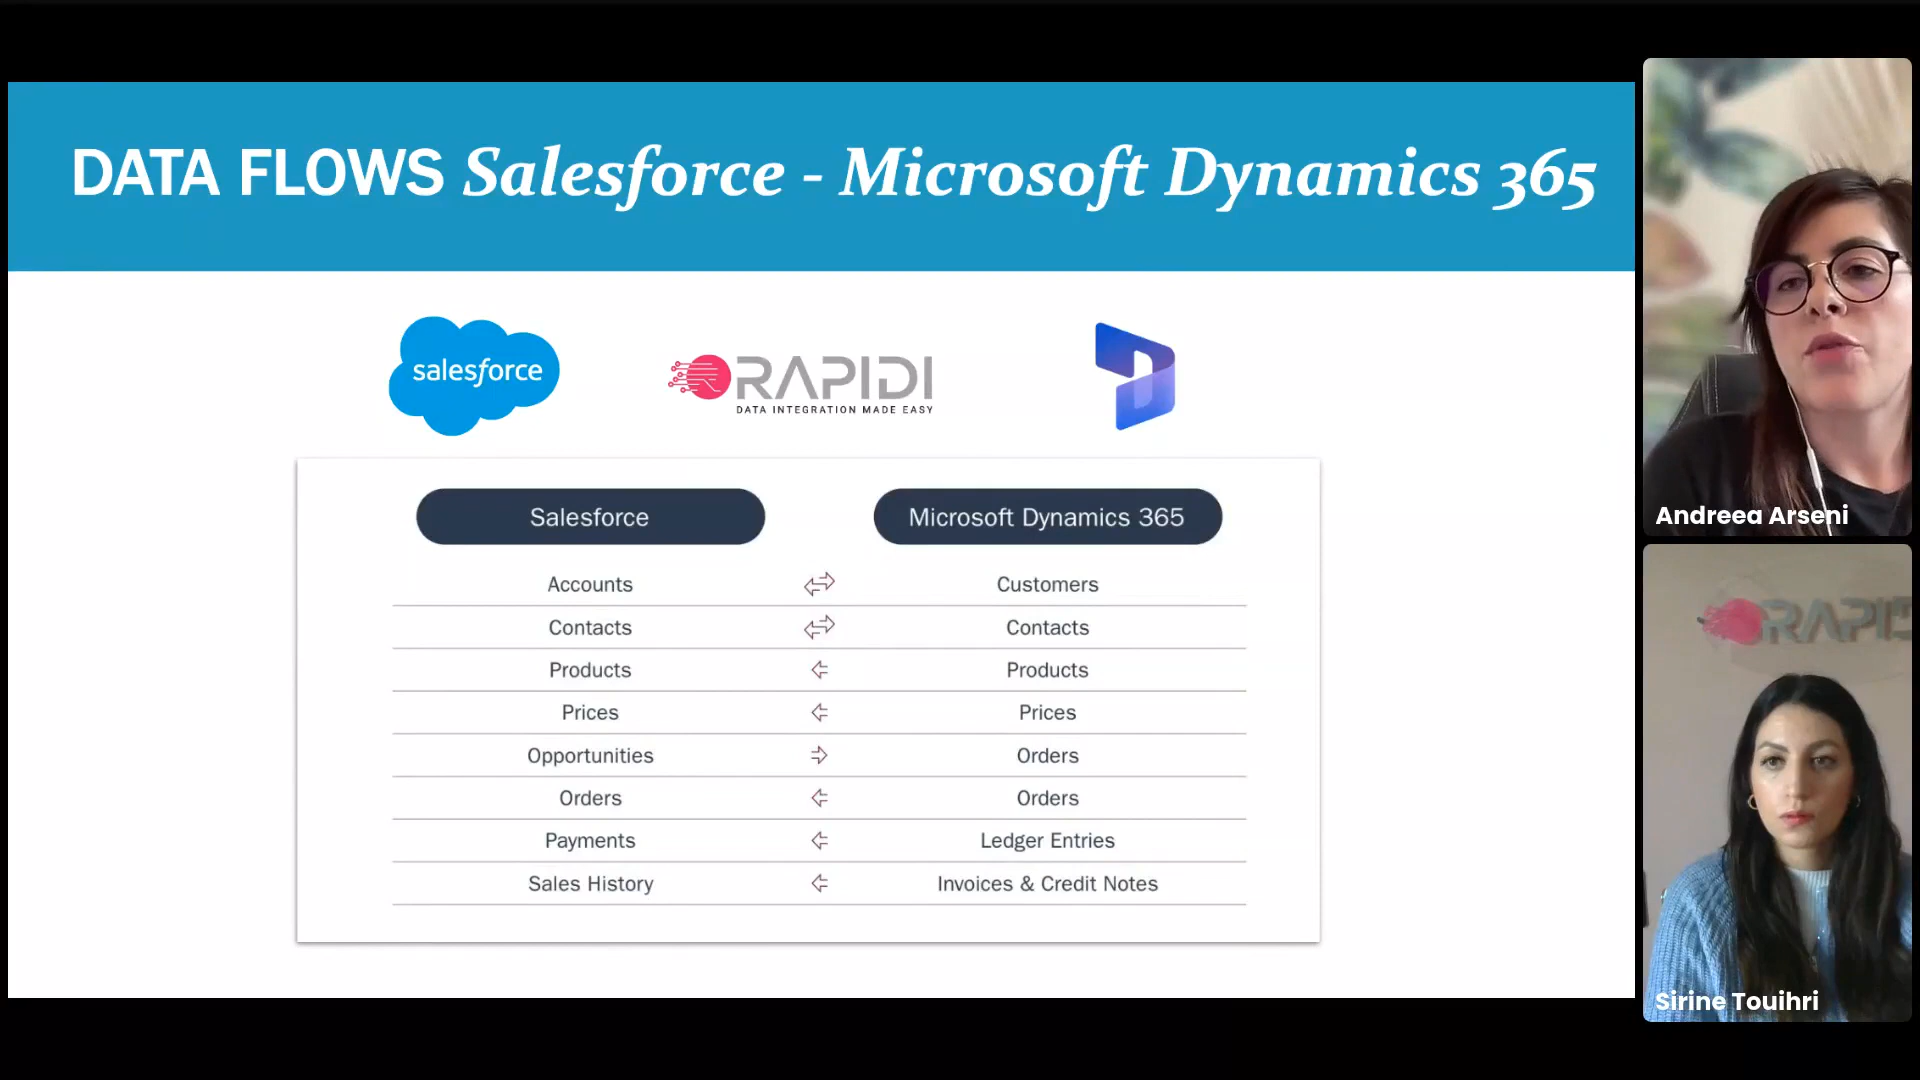 DATA FLOWS Salesforce - Microsoft Dynamics 365
salesforce
RAPIDI
DATA INTEGRATION MADE EASY
Salesforce Microsoft Dynamics 365
Accounts Customers
Contacts Contacts
Products Products
Prices Prices
Opportunities Orders
Orders Orders
Payments Ledger Entries
Sales History Invoices & Credit Notes
Andreea Arseni
RAPID
Sirine Touihri